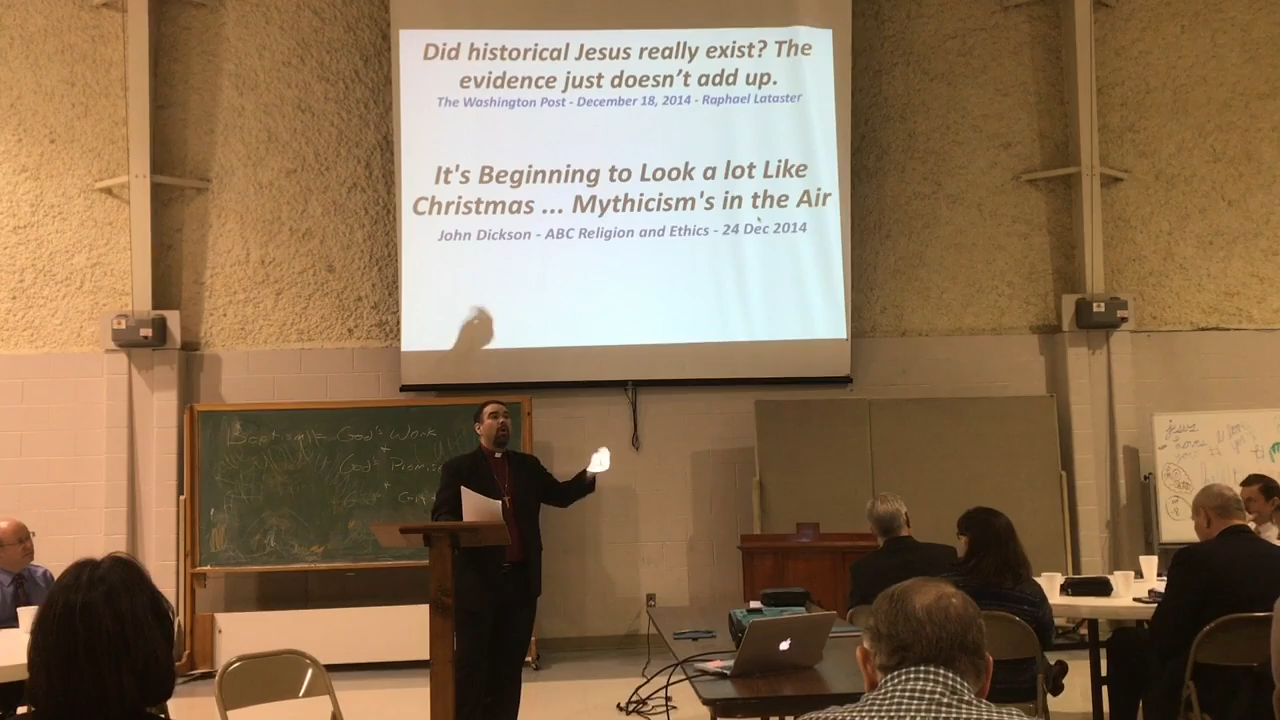 Did historical Jesus really exist? The
evidence just doesn't add up.
The Washington Post - December 18, 2014 - Raphael Lataster
It's Beginning to Look a lot Like
Christmas ... Mythicism's in the Air
John Dickson - ABC Religion and Ethics - 24 Dec 2014
Baptism God's Work
God's Promise
Jesus